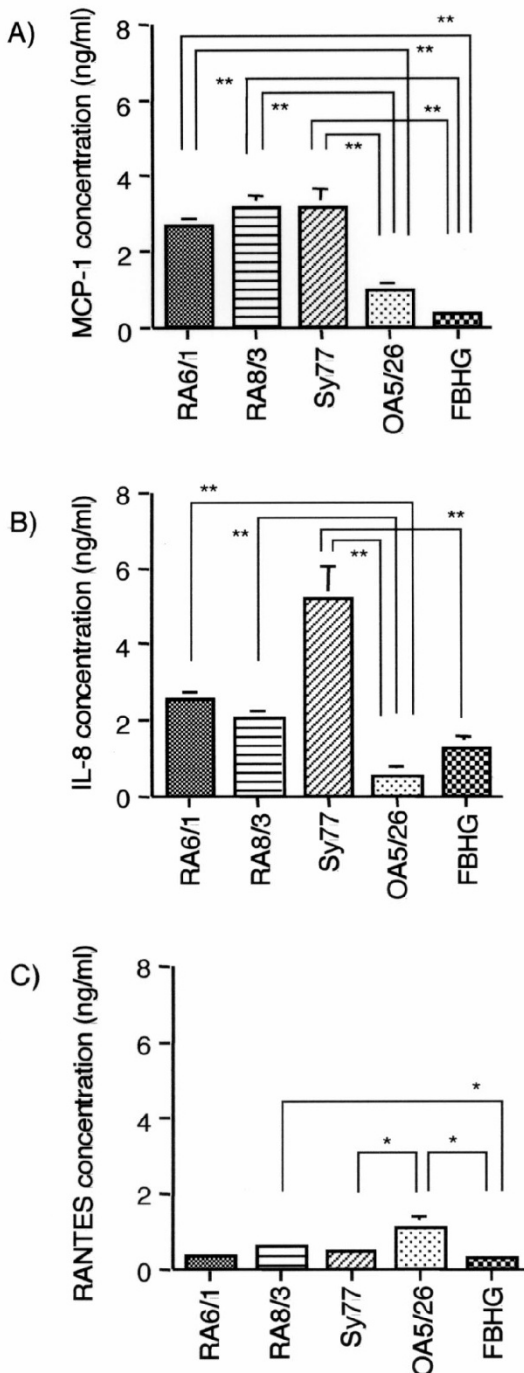 A)
MCP-1 concentration (ng/ml)
8
6
4
2
0
**
**
**
**
**
**
RA6/1
RA8/3
Sy77
OA5/26
FBHG
B)
IL-8 concentration (ng/ml)
8
6
4
2
0
**
**
**
**
RA6/1
RA8/3
Sy77
OA5/26
FBHG
C)
RANTES concentration (ng/ml)
8
6
4
2
0
*
*
*
RA6/1
RA8/3
Sy77
OA5/26
FBHG